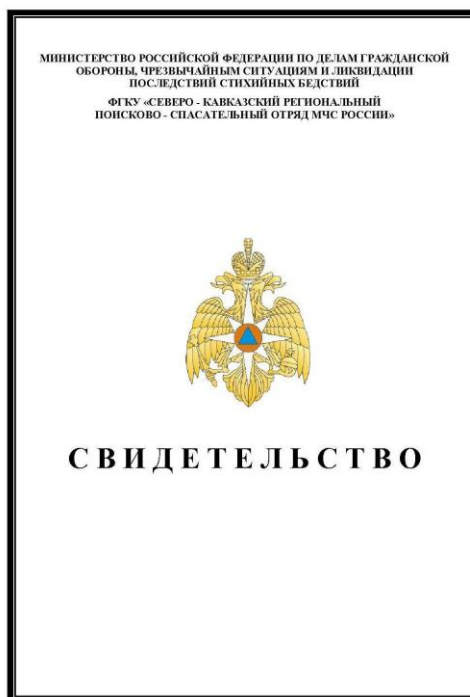 МИНИСТЕРСТВО РОССИЙСКОЙ ФЕДЕРАЦИИ ПО ДЕЛАМ ГРАЖДАНСКОЙ
ОБОРОНЫ, ЧРЕЗВЫЧАЙНЫМ СИТУАЦИЯМ И ЛИКВИДАЦИИ
ПОСЛЕДСТВИЙ СТИХИЙНЫХ БЕДСТВИЙ
ФГКУ «СЕВЕРО - КАВКАЗСКИЙ РЕГИОНАЛЬНЫЙ
ПОИСКОВО - СПАСАТЕЛЬНЫЙ ОТРЯД МЧС РОССИИ»
СВИДЕТЕЛЬСТВО